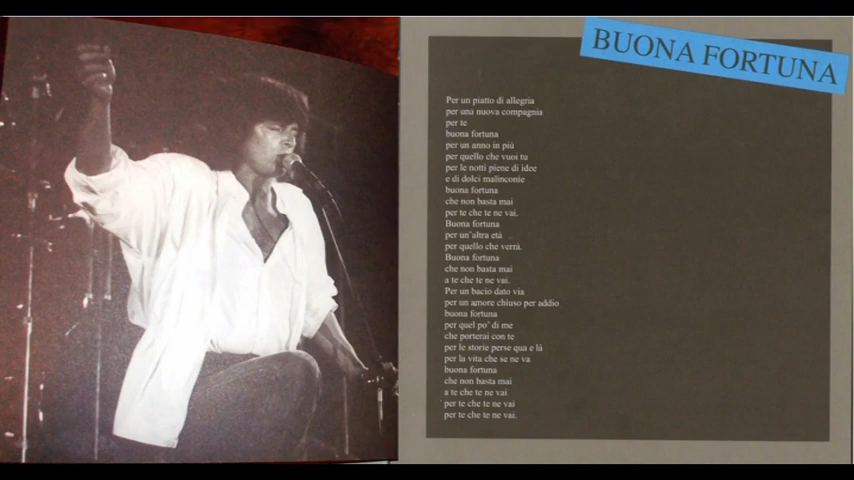 BUONA FORTUNA
Per un piatto di allegria
per una nuova compagnia
per te
buona fortuna
per un anno in più
per quello che vuoi tu
per le notti piene di idee
e di dolci malinconie
buona fortuna
che non basta mai
per te che te ne vai.
Buona fortuna
per un'altra età
per quello che verrà.
Buona fortuna
che non basta mai
a te che te ne vai.
Per un bacio dato via
per un amore chiuso per addio
buona fortuna
per quel po' di me
che porterai con te
per le storie perse qua e là
per la vita che se ne va
buona fortuna
che non basta mai
a te che te ne vai
per te che te ne vai
per te che te ne vai.